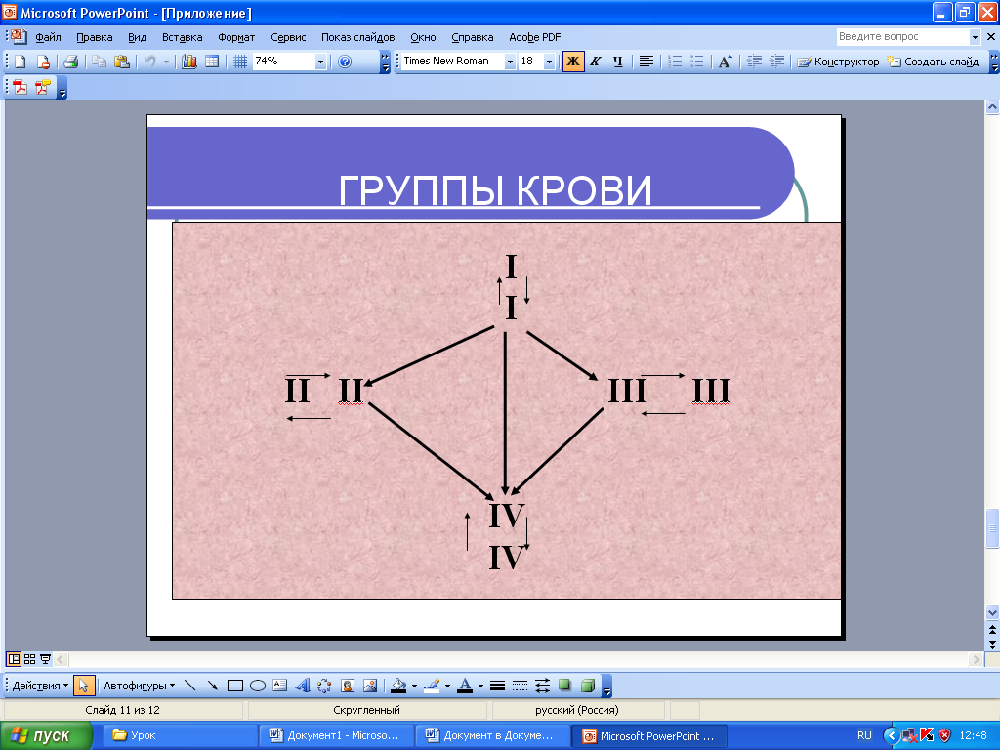 Microsoft PowerPoint - [Приложение]
Файл Правка Вид Вставка Формат Сервис Показ слайдов Окно Справка Adobe PDF Введите вопрос
74% Times New Roman 18 Ж К Ч Конструктор Создать слайд
ГРУППЫ КРОВИ
I
I
II II III III
IV
IV
Действия Автофигуры
Слайд 11 из 12 Скругленный русский (Россия)
пуск Урок Документ1 - Microso... Документ в Докуме... Microsoft PowerPoint ... RU 12:48